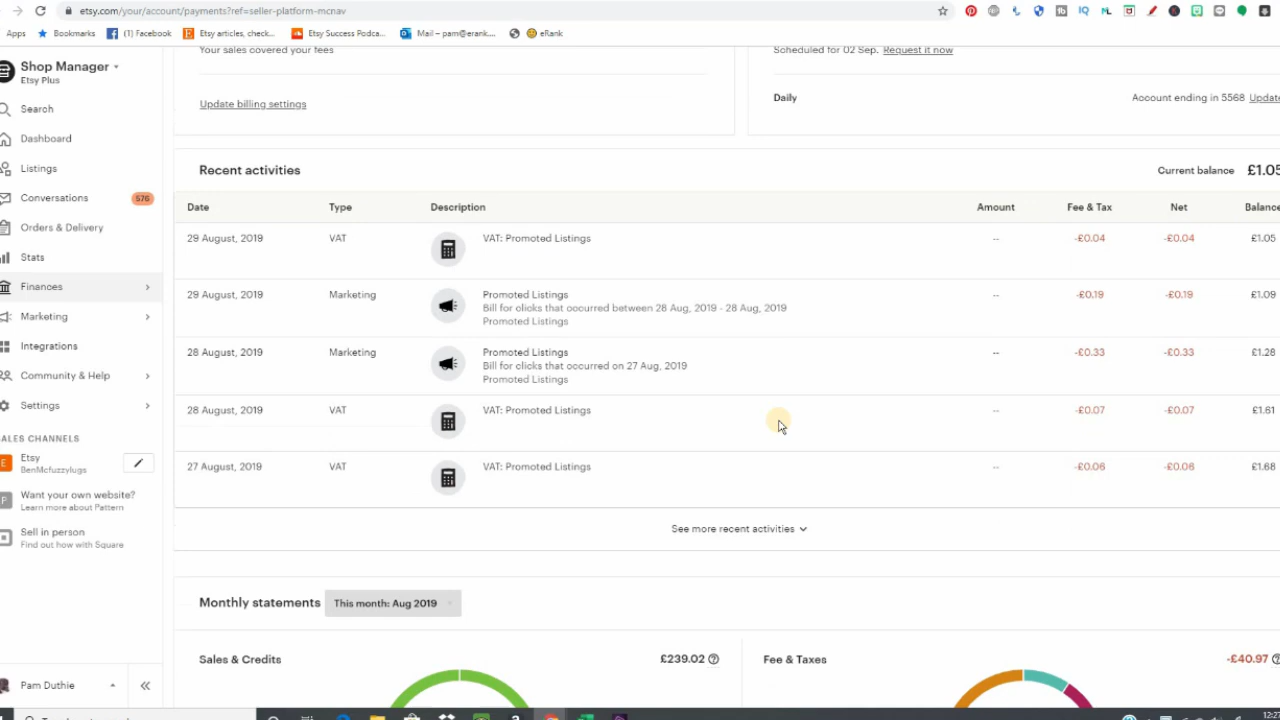 etsy.com/your/account/payments?ref=seller-platform-mcnav
Apps Bookmarks (1) Facebook Etsy articles, check... Etsy Success Podca... Mail – pam@erank.... eRank
Your sales covered your fees
Scheduled for 02 Sep. Request it now
Update billing settings
Daily Account ending in 5568 Update
Shop Manager
Etsy Plus
Search
Dashboard
Listings
Conversations 576
Orders & Delivery
Stats
Finances
Marketing
Integrations
Community & Help
Settings
ALES CHANNELS
E Etsy
BenMcfuzzylugs
P Want your own website?
Learn more about Pattern
Sell in person
Find out how with Square
Pam Duthie
Recent activities Current balance £1.05
Date Type Description Amount Fee & Tax Net Balance
29 August, 2019 VAT VAT: Promoted Listings -- -£0.04 -£0.04 £1.05
29 August, 2019 Marketing Promoted Listings -- -£0.19 -£0.19 £1.09
Bill for clicks that occurred between 28 Aug, 2019 - 28 Aug, 2019
Promoted Listings
28 August, 2019 Marketing Promoted Listings -- -£0.33 -£0.33 £1.28
Bill for clicks that occurred on 27 Aug, 2019
Promoted Listings
28 August, 2019 VAT VAT: Promoted Listings -- -£0.07 -£0.07 £1.61
27 August, 2019 VAT VAT: Promoted Listings -- -£0.06 -£0.06 £1.68
See more recent activities
Monthly statements This month: Aug 2019
Sales & Credits £239.02
Fee & Taxes -£40.97